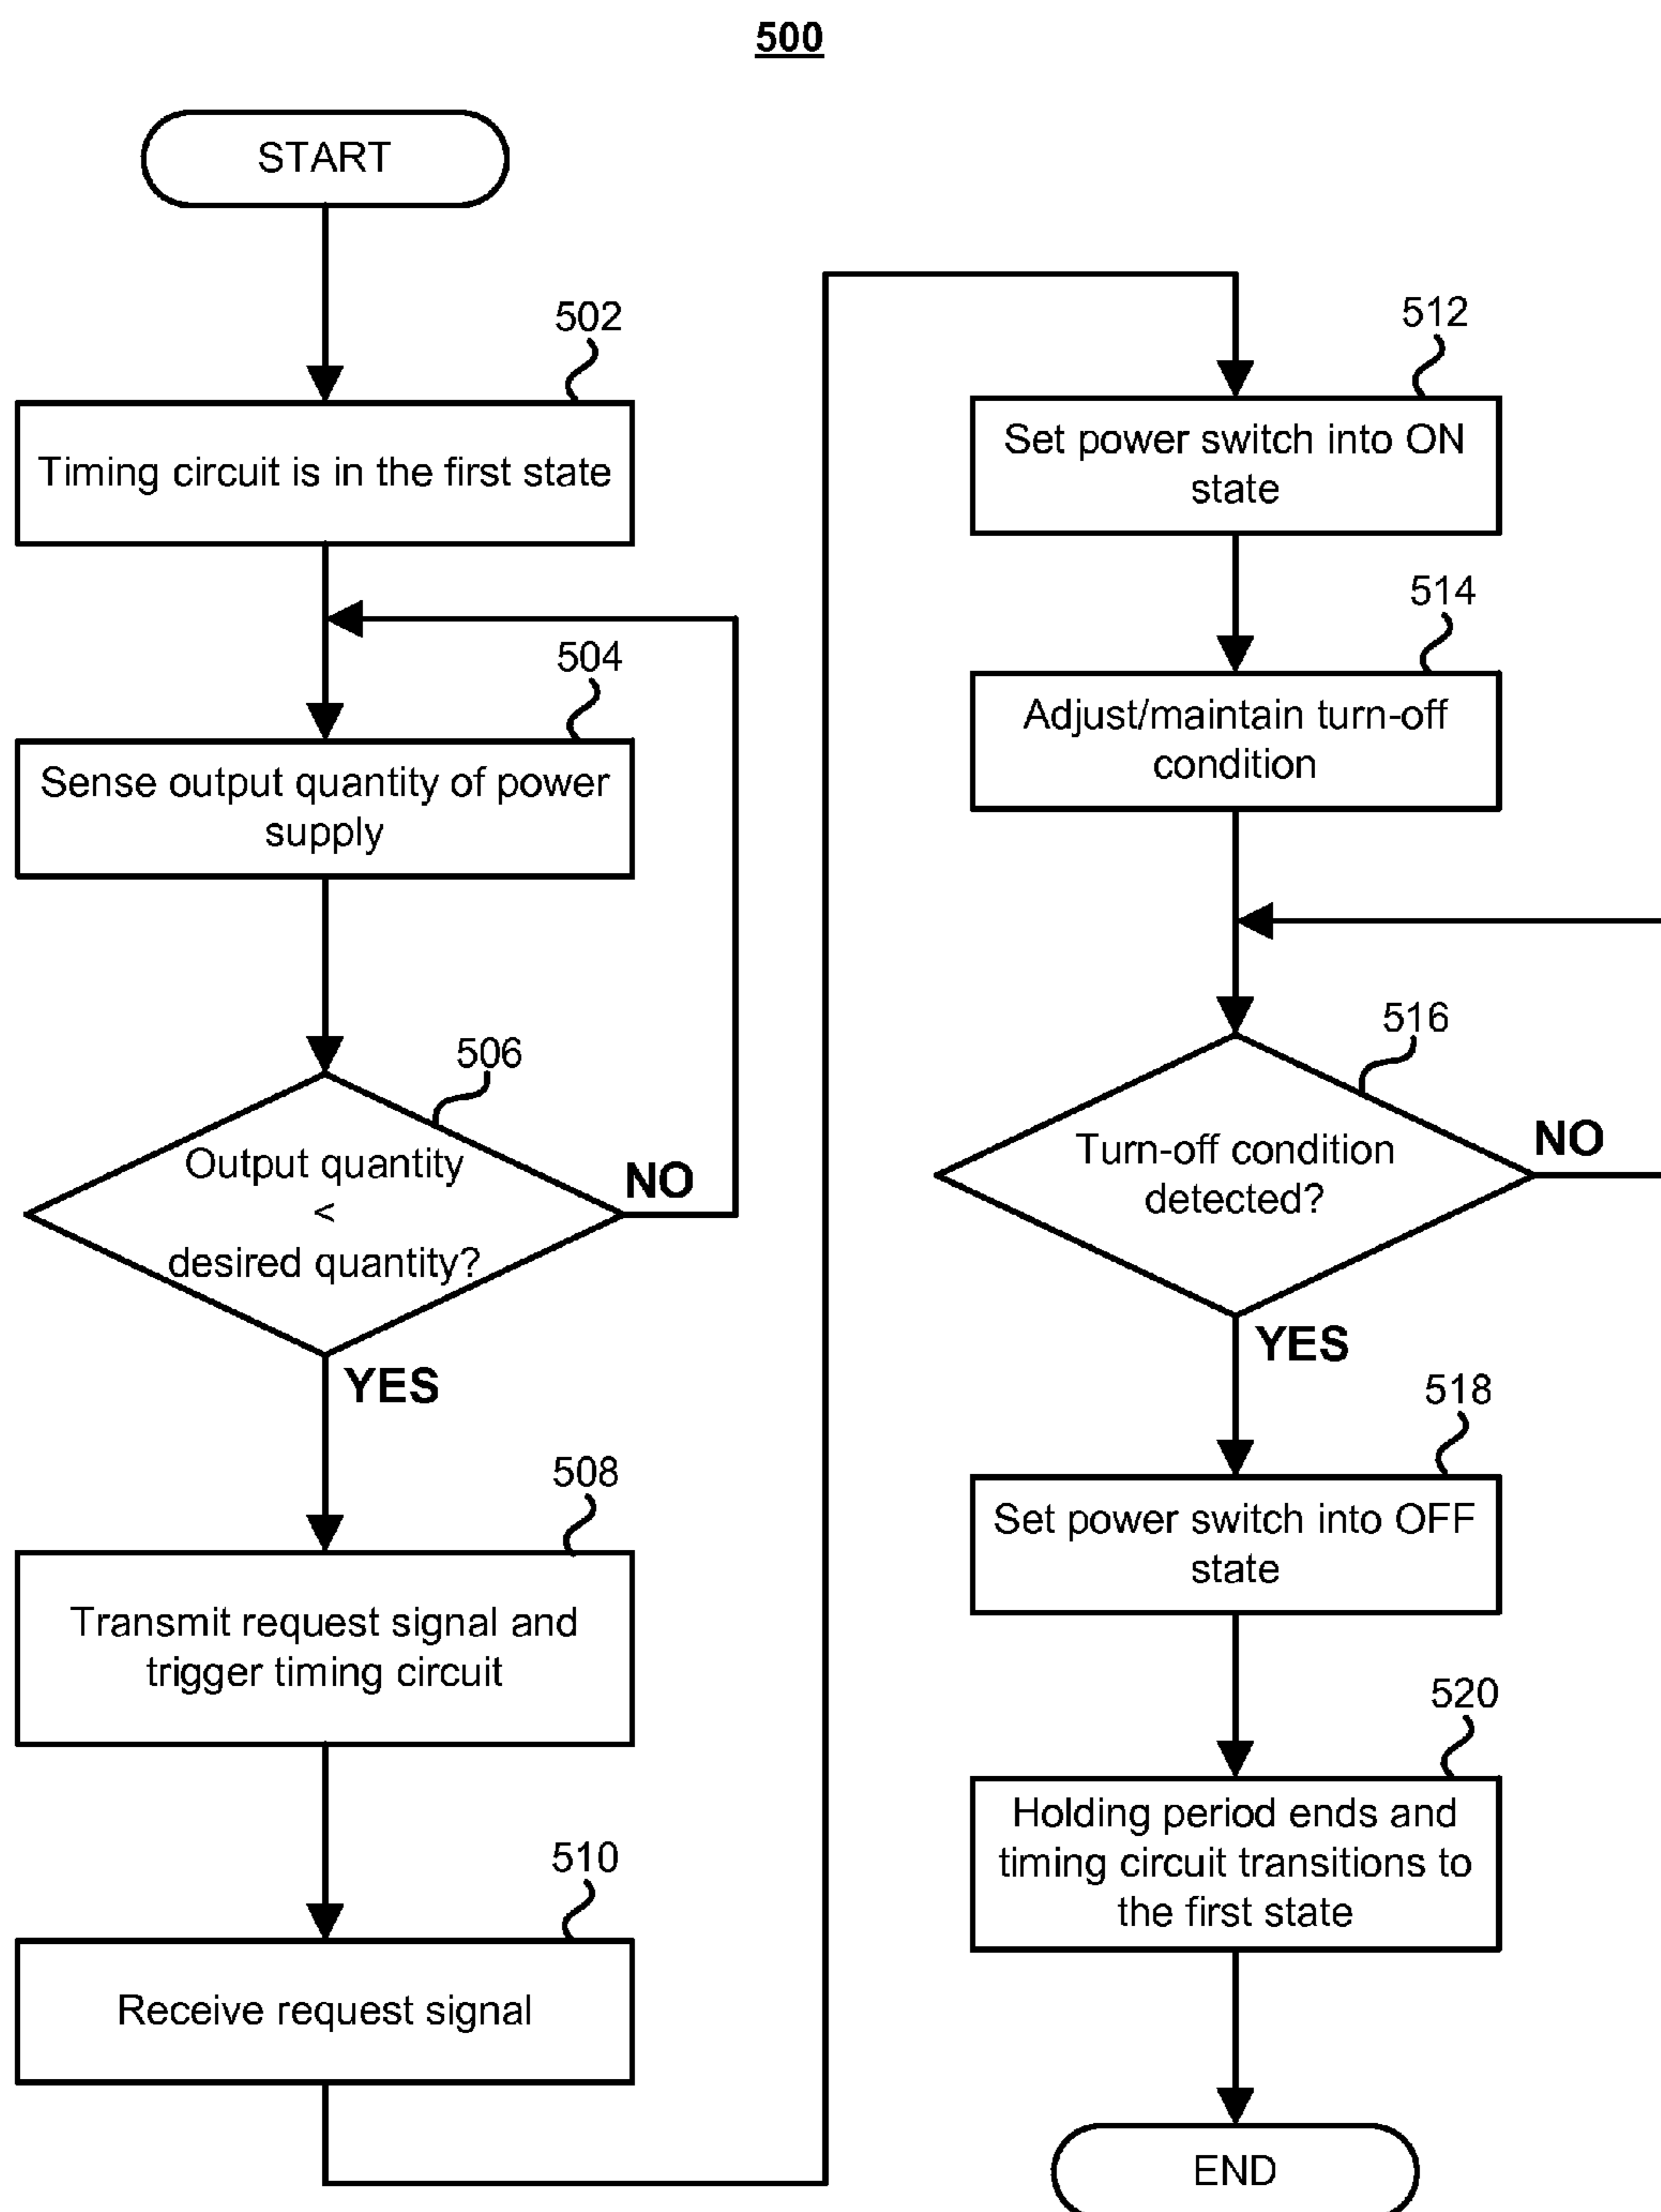 500
START
502
Timing circuit is in the first state
504
Sense output quantity of power
supply
506
Output quantity
<
desired quantity?
NO
YES
508
Transmit request signal and
trigger timing circuit
510
Receive request signal
512
Set power switch into ON
state
514
Adjust/maintain turn-off
condition
516
Turn-off condition
detected?
NO
YES
518
Set power switch into OFF
state
520
Holding period ends and
timing circuit transitions to
the first state
END